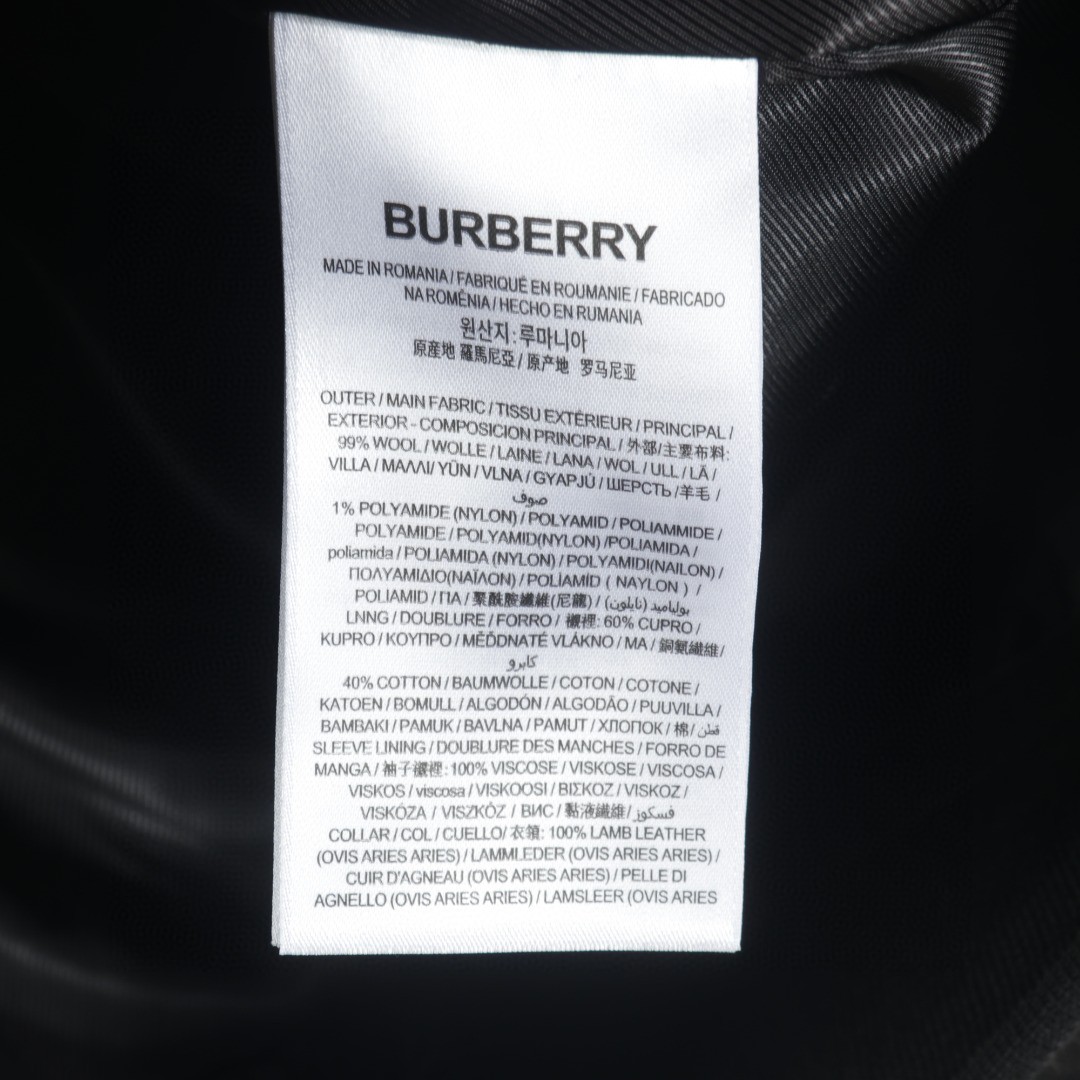 BURBERRY
MADE IN ROMANIA / FABRIQUÉ EN ROUMANIE / FABRICADO
NA ROMÉNIA / HECHO EN RUMANIA
원산지: 루마니아
原産地 羅馬尼亞 / 原产地 罗马尼亚
OUTER / MAIN FABRIC / TISSU EXTÉRIEUR / PRINCIPAL /
EXTERIOR - COMPOSICION PRINCIPAL / 外部/主要布料:
99% WOOL / WOLLE / LAINE / LANA / WOL / ULL / LÃ /
VILLA / ΜΑΛΛΙ / YÜN / VLNA / GYAPJÚ / ШЕРСТЬ /羊毛 /
صوف
1% POLYAMIDE (NYLON) / POLYAMID / POLIAMMIDE /
POLYAMIDE / POLYAMID(NYLON) /POLIAMIDA /
poliamida / POLIAMIDA (NYLON) / POLYAMIDI(NAILON) /
ΠΟΛΥΑΜΙΔΙΟ(ΝΑΪΛΟΝ) / POLİAMİD ( NAYLON ) /
POLIAMID / ПА / 聚酰胺纖維(尼龍) / بولياميد (نايلون)
LNNG / DOUBLURE / FORRO / 襯裡: 60% CUPRO /
KUPRO / ΚΟΥΠΡΟ / MĚĎDNATÉ VLÁKNO / MA / 銅氨纖維/
كابرو
40% COTTON / BAUMWOLLE / COTON / COTONE /
KATOEN / BOMULL / ALGODÓN / ALGODÃO / PUUVILLA /
BAMBAKI / PAMUK / BAVLNA / PAMUT / ХЛОПОК / 棉/ قطن
SLEEVE LINING / DOUBLURE DES MANCHES / FORRO DE
MANGA / 袖子襯裡: 100% VISCOSE / VISKOSE / VISCOSA /
VISKOS / viscosa / VISKOOSI / ΒΙΣΚΟΖ / VISKOZ /
VISKÓZA / VISZKÓZ / ВИС / 黏液纖維/ فسكوز
COLLAR / COL / CUELLO/ 衣領: 100% LAMB LEATHER
(OVIS ARIES ARIES) / LAMMLEDER (OVIS ARIES ARIES) /
CUIR D'AGNEAU (OVIS ARIES ARIES) / PELLE DI
AGNELLO (OVIS ARIES ARIES) / LAMSLEER (OVIS ARIES